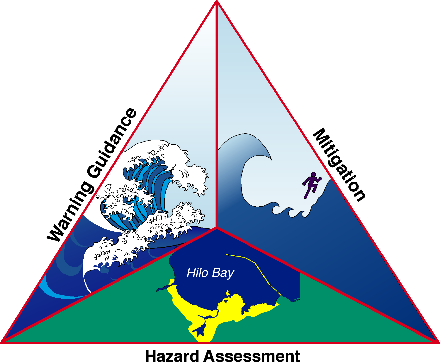 Warning Guidance
Mitigation
Hilo Bay
Hazard Assessment